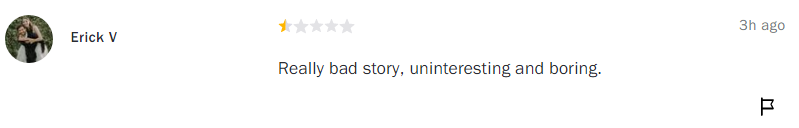 Erick V
3h ago
Really bad story, uninteresting and boring.